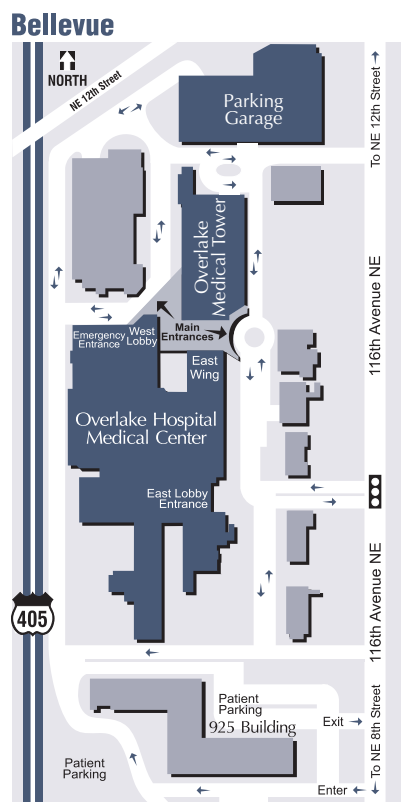 Bellevue
NORTH
NE 12th Street
To NE 12th Street
Parking
Garage
Overlake
Medical Tower
116th Avenue NE
Emergency
Entrance
West
Lobby
Main
Entrances
East
Wing
Overlake Hospital
Medical Center
East Lobby
Entrance
116th Avenue NE
405
Patient
Parking
925 Building
Exit
To NE 8th Street
Patient
Parking
Enter